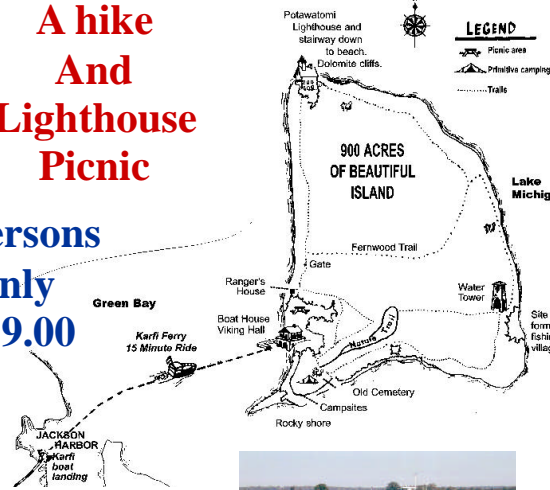 A hike
And
Lighthouse
Picnic
ersons
nly
9.00
Potawatomi
Lighthouse and
stairway down
to beach.
Dolomite cliffs.
LEGEND
Picnic area
Primitive camping
Trails
900 ACRES
OF BEAUTIFUL
ISLAND
Lake
Michig
Fernwood Trail
Gate
Ranger's
House
Water
Tower
Boat House
Viking Hall
Site
form
fishin
villag
Green Bay
Karfi Ferry
15 Minute Ride
Nature Trail
Old Cemetery
Campsites
Rocky shore
JACKSON
HARBOR
Karfi
boat
landing